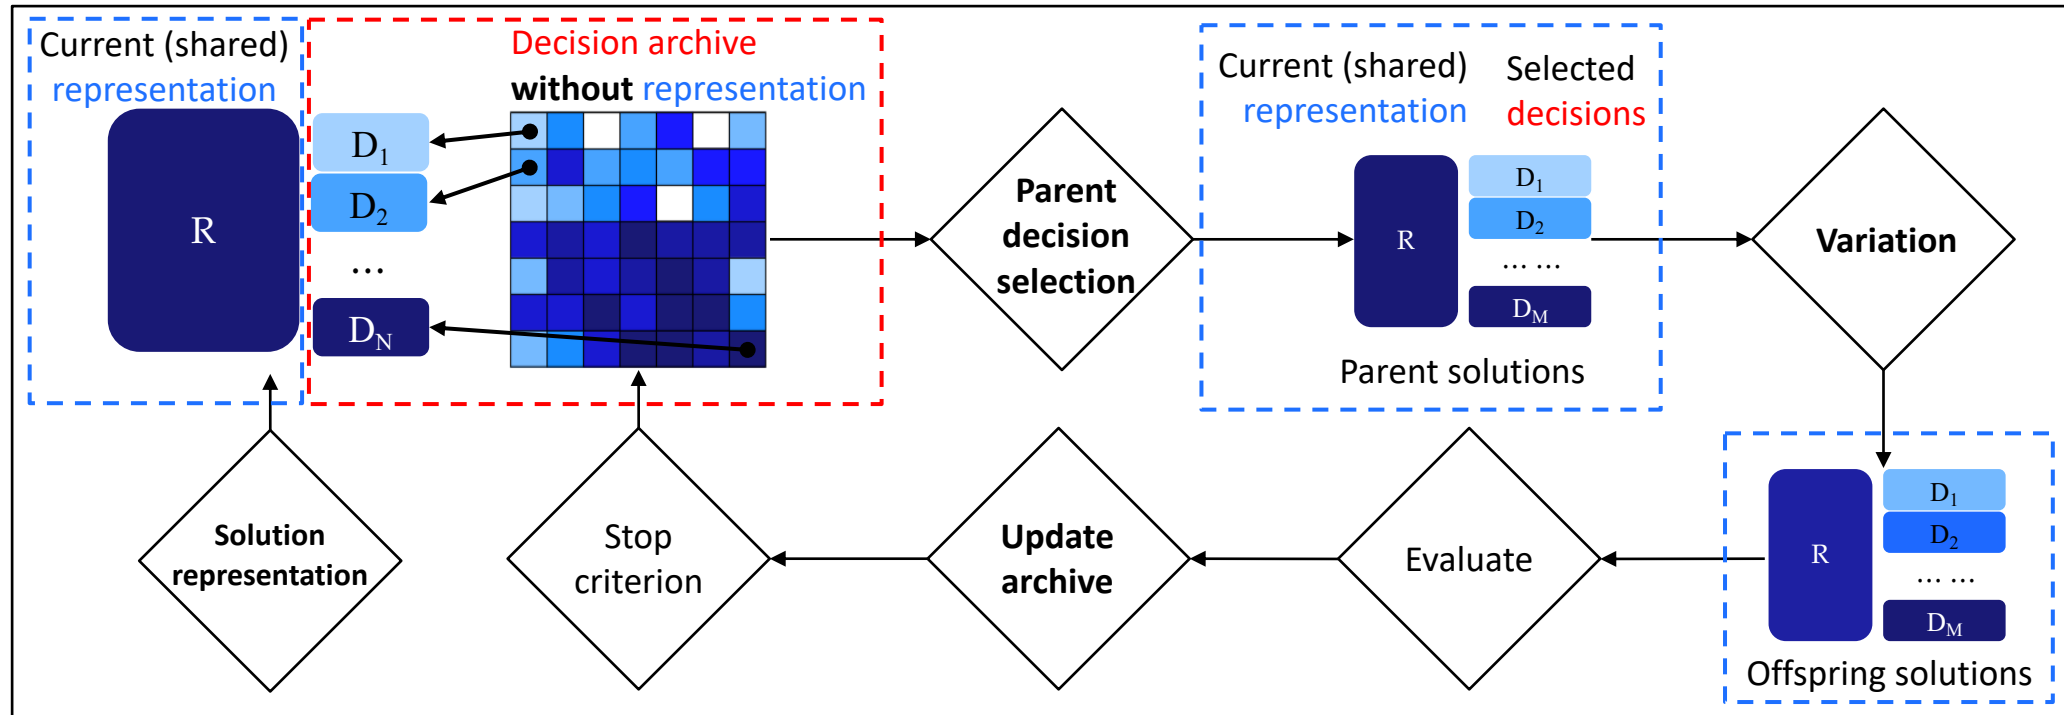 Current (shared)
representation
R
Decision archive
without representation
D1
D2
...
DN
Parent
decision
selection
Current (shared)
representation
Selected
decisions
R
D1
D2
... ...
DM
Parent solutions
Variation
R
D1
D2
... ...
DM
Offspring solutions
Evaluate
Update
archive
Stop
criterion
Solution
representation